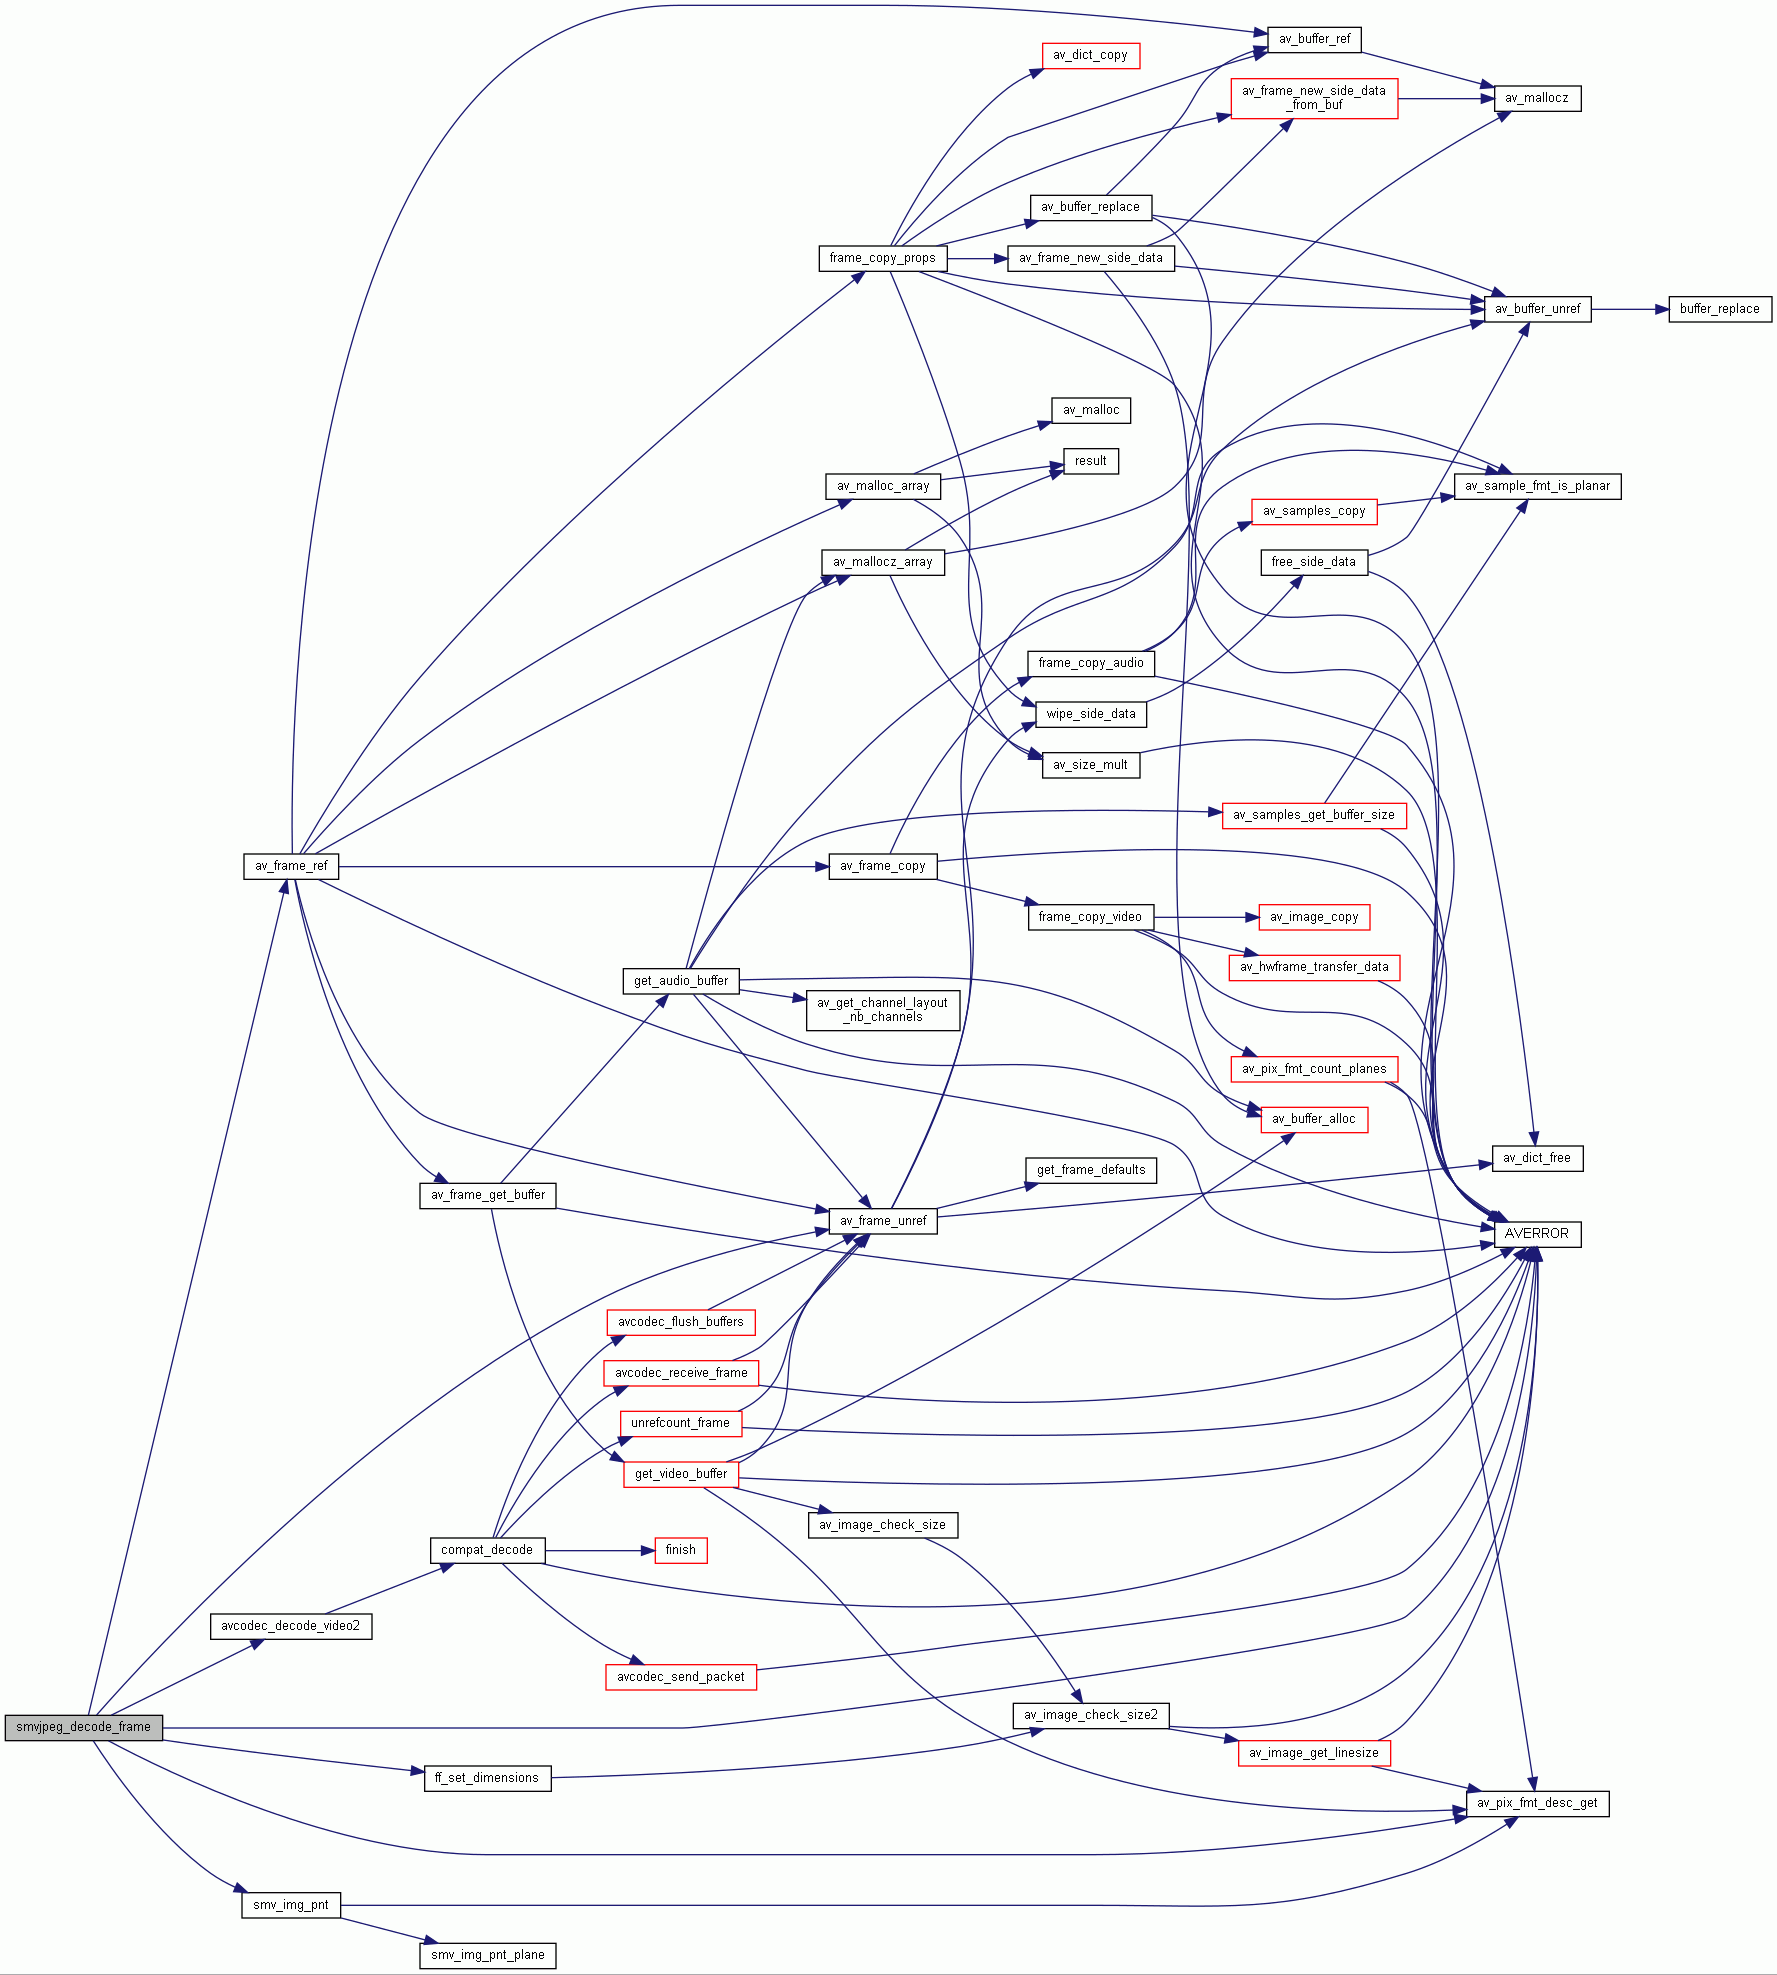 av_buffer_ref
av_dict_copy
av_frame_new_side_data
_from_buf
av_mallocz
av_buffer_replace
frame_copy_props
av_frame_new_side_data
av_buffer_unref
buffer_replace
av_malloc
result
av_malloc_array
av_sample_fmt_is_planar
av_samples_copy
av_mallocz_array
free_side_data
frame_copy_audio
wipe_side_data
av_size_mult
av_samples_get_buffer_size
av_frame_ref
av_frame_copy
frame_copy_video
av_image_copy
av_hwframe_transfer_data
get_audio_buffer
av_get_channel_layout
_nb_channels
av_pix_fmt_count_planes
av_buffer_alloc
av_dict_free
get_frame_defaults
av_frame_get_buffer
av_frame_unref
AVERROR
avcodec_flush_buffers
avcodec_receive_frame
unrefcount_frame
get_video_buffer
av_image_check_size
compat_decode
finish
avcodec_decode_video2
avcodec_send_packet
av_image_check_size2
smvjpeg_decode_frame
av_image_get_linesize
ff_set_dimensions
av_pix_fmt_desc_get
smv_img_pnt
smv_img_pnt_plane